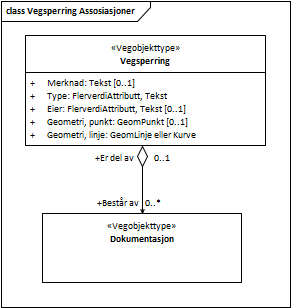 class Vegsperring Assosiasjoner
«Vegobjekttype»
Vegsperring
+ Merknad: Tekst [0..1]
+ Type: FlerverdiAttributt, Tekst
+ Eier: FlerverdiAttributt, Tekst [0..1]
+ Geometri, punkt: GeomPunkt [0..1]
+ Geometri, linje: GeomLinje eller Kurve
+Er del av 0..1
+Består av 0..*
«Vegobjekttype»
Dokumentasjon